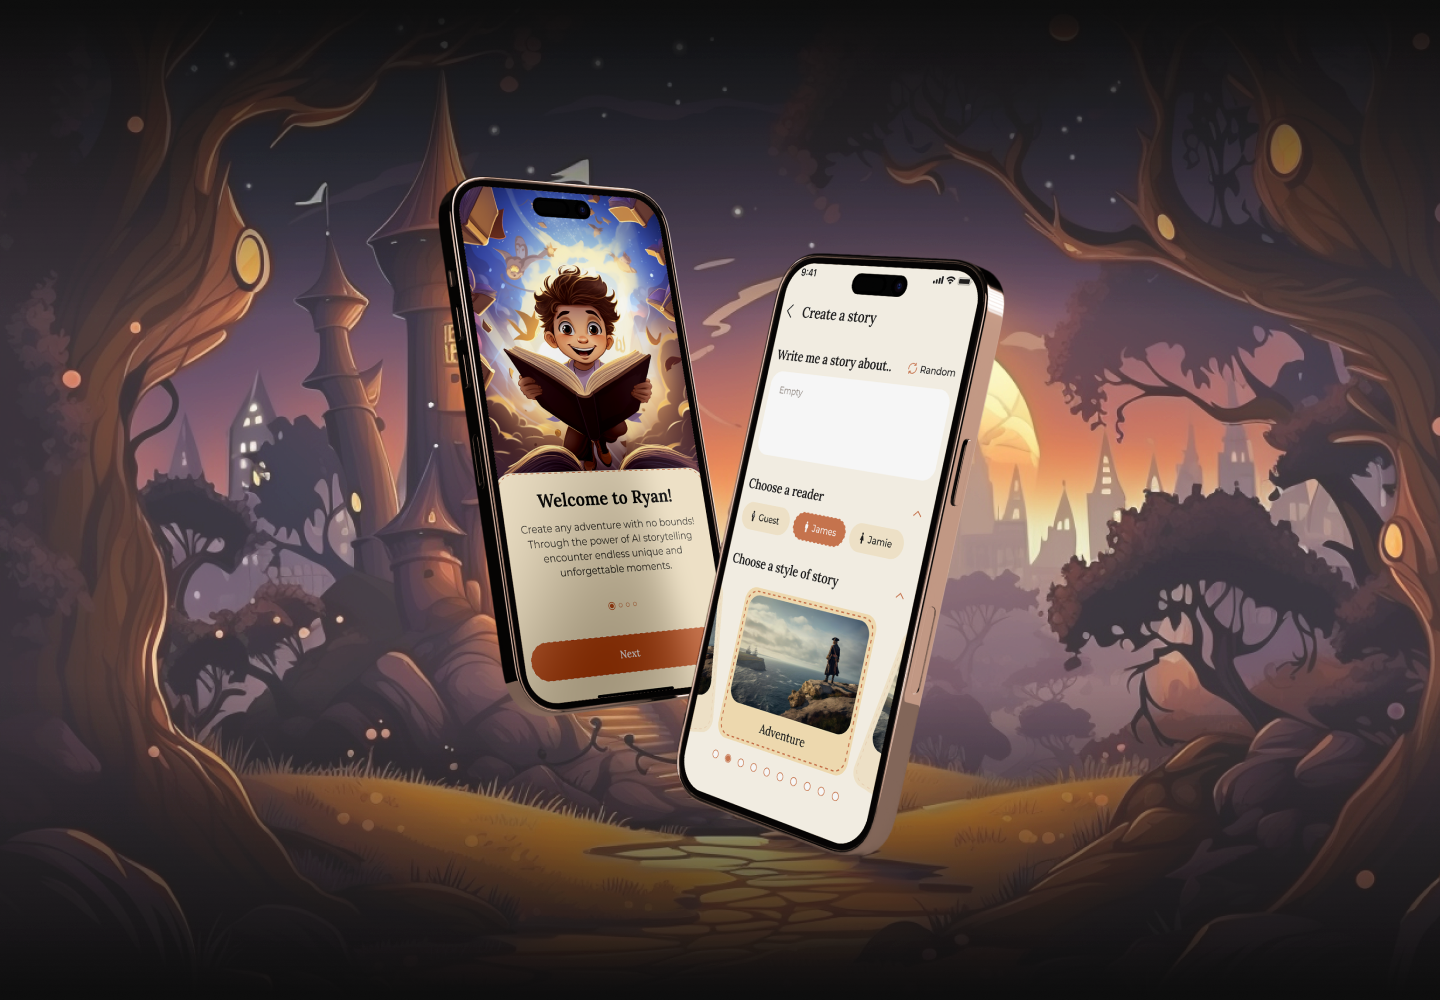 Welcome to Ryan!
Create any adventure with no bounds!
Through the power of AI storytelling
encounter endless unique and
unforgettable moments.
Next
9:41
Create a story
Write me a story about..
Random
Empty
Choose a reader
Guest
James
Jamie
Choose a style of story
Adventure